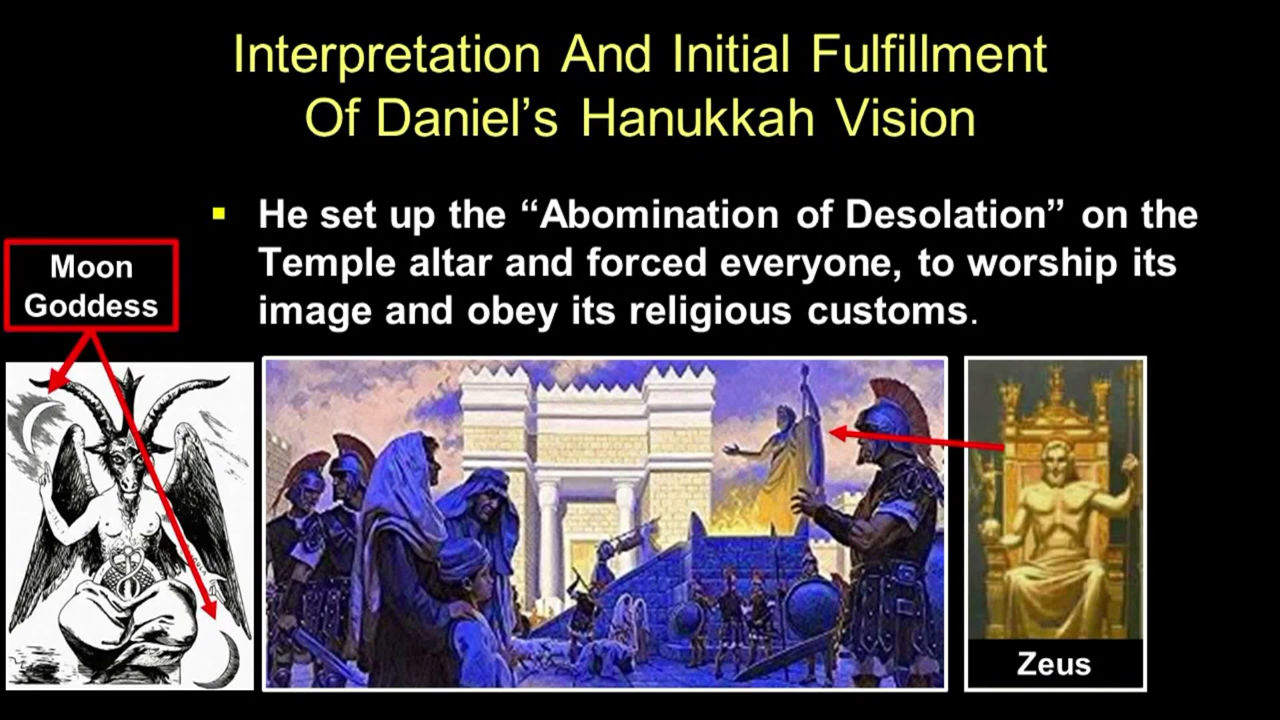 Interpretation And Initial Fulfillment
Of Daniel's Hanukkah Vision
▪ He set up the “Abomination of Desolation” on the
Temple altar and forced everyone, to worship its
image and obey its religious customs.
Moon
Goddess
Zeus